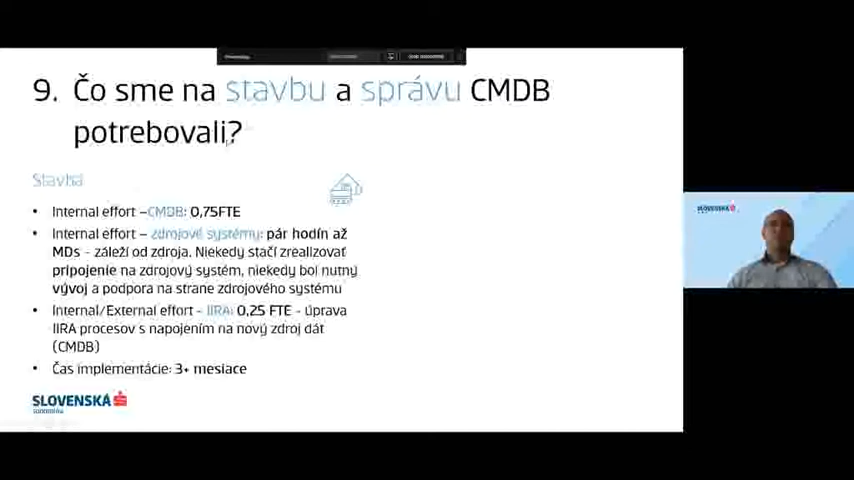 9. Čo sme na stavbu a správu CMDB
potrebovali?
Stavba
• Internal effort –CMDB: 0,75FTE
• Internal effort – zdrojové systémy: pár hodín až
MDs - záleží od zdroja. Niekedy stačí zrealizovať
pripojenie na zdrojový systém, niekedy bol nutný
vývoj a podpora na strane zdrojového systému
• Internal/External effort - JIRA: 0,25 FTE - úprava
JIRA procesov s napojením na nový zdroj dát
(CMDB)
• Čas implementácie: 3+ mesiace
SLOVENSKÁ
sporiteľňa
SLOVENSKÁ